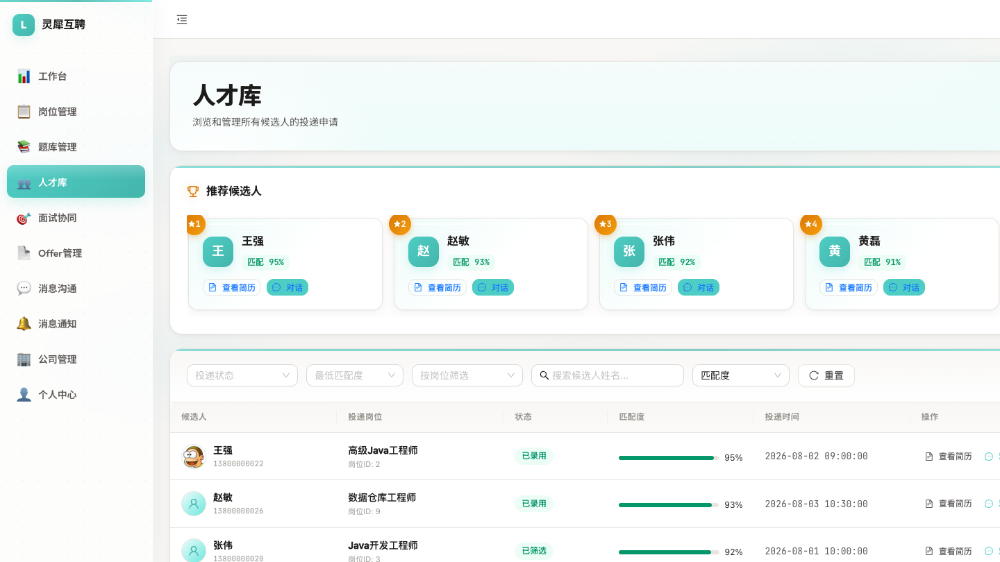 L 灵犀互聘
工作台
岗位管理
题库管理
人才库
面试协同
Offer管理
消息沟通
消息通知
公司管理
个人中心
人才库
浏览和管理所有候选人的投递申请
推荐候选人
1
王
王强
匹配 95%
查看简历
对话
2
赵
赵敏
匹配 93%
查看简历
对话
3
张
张伟
匹配 92%
查看简历
对话
4
黄
黄磊
匹配 91%
查看简历
对话
投递状态 最低匹配度 按岗位筛选 搜索候选人姓名... 匹配度 重置
候选人 投递岗位 状态 匹配度 投递时间 操作
王强 高级Java工程师 已录用 95% 2026-08-02 09:00:00 查看简历
13800000022 岗位ID: 2
赵敏 数据仓库工程师 已录用 93% 2026-08-03 10:30:00 查看简历
13800000026 岗位ID: 9
张伟 Java开发工程师 已筛选 92% 2026-08-01 10:00:00 查看简历
13800000020 岗位ID: 3